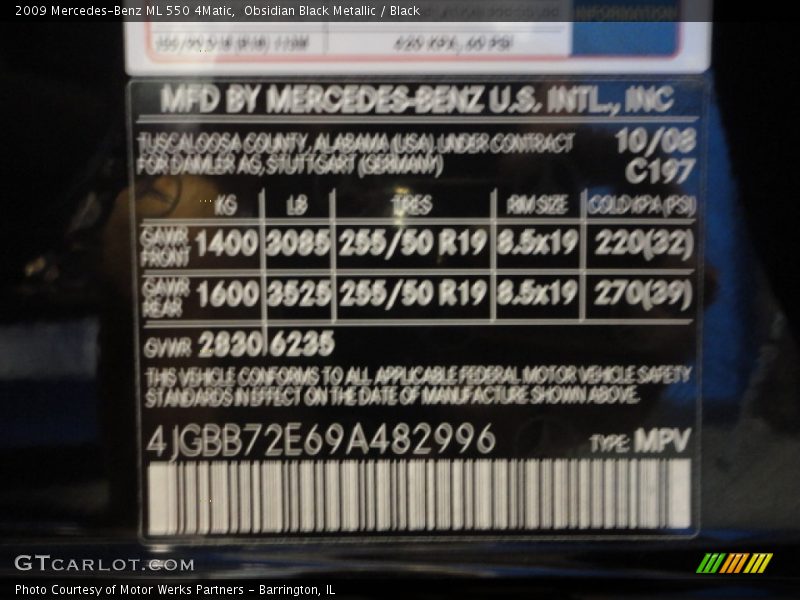 2009 Mercedes-Benz ML 550 4Matic,  Obsidian Black Metallic / Black
INFORMATION
420 KPA, 60 PSI
MFD BY MERCEDES-BENZ U.S. INTL., INC
TUSCALOOSA COUNTY, ALABAMA (USA) UNDER CONTRACT 10/08
FOR DAIMLER AG, STUTTGART (GERMANY) C197
KG LB TIRES RIM SIZE COLD KPA (PSI)
GAWR FRONT 1400 3085 255/50 R19 8.5x19 220(32)
GAWR REAR 1600 3525 255/50 R19 8.5x19 270(39)
GVWR 2830 6235
THIS VEHICLE CONFORMS TO ALL APPLICABLE FEDERAL MOTOR VEHICLE SAFETY
STANDARDS IN EFFECT ON THE DATE OF MANUFACTURE SHOWN ABOVE.
4JGBB72E69A482996 TYPE: MPV
GTCARLOT.COM
Photo Courtesy of Motor Werks Partners - Barrington, IL